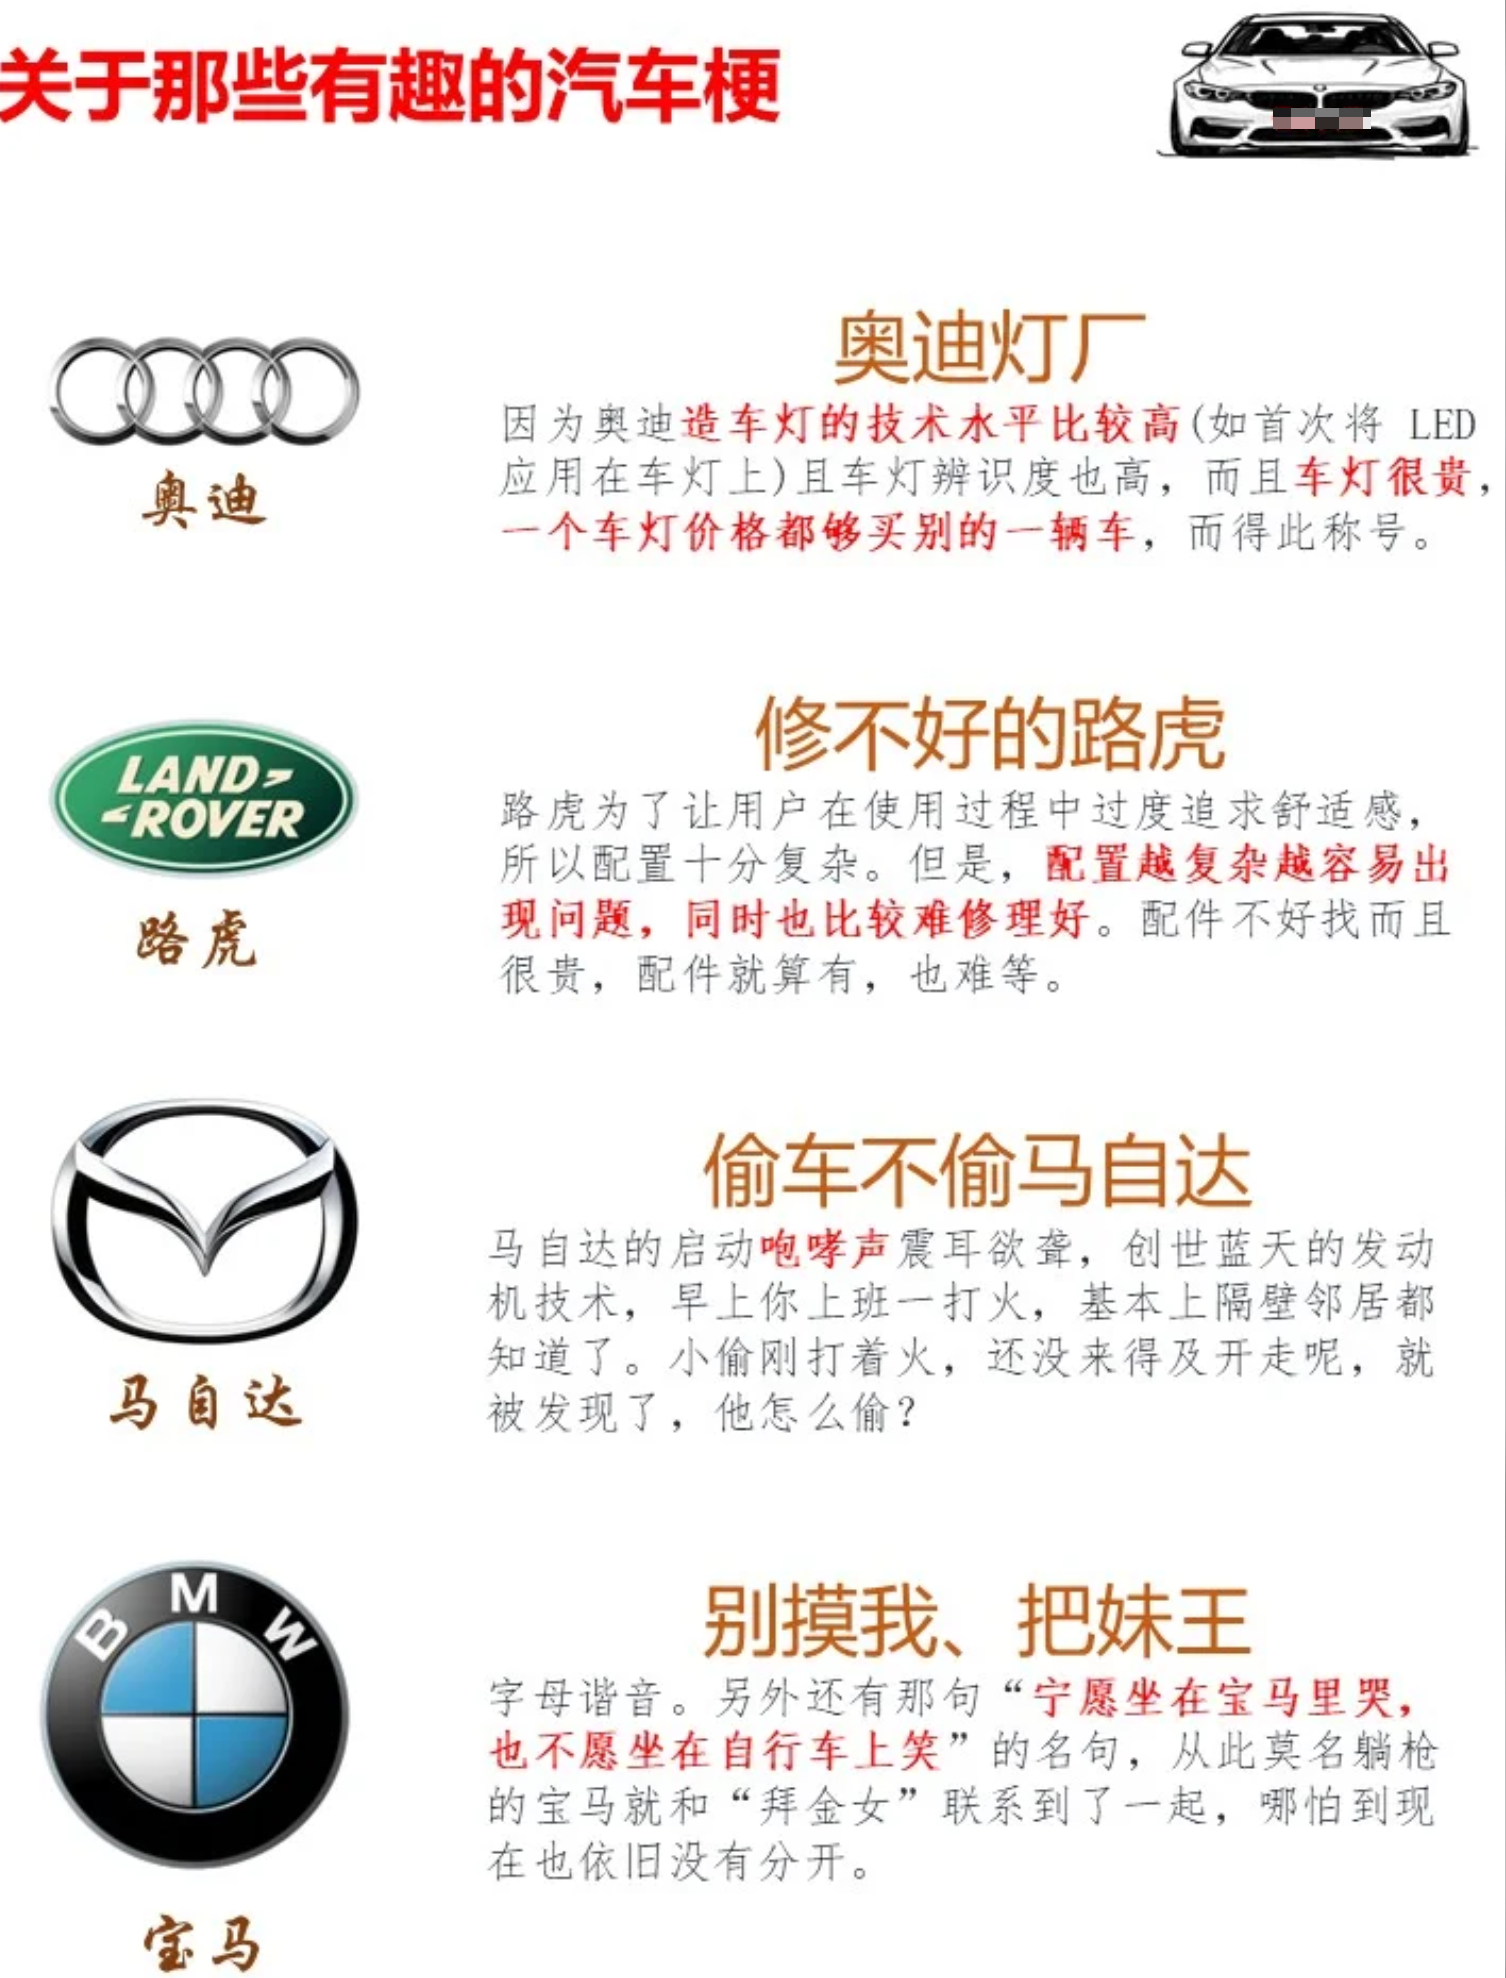 关于那些有趣的汽车梗
奥迪灯厂
因为奥迪造车灯的技术水平比较高(如首次将 LED
应用在车灯上)且车灯辨识度也高，而且车灯很贵，
一个车灯价格都够买别的一辆车，而得此称号。
奥迪
修不好的路虎
LAND
ROVER
路虎为了让用户在使用过程中过度追求舒适感，
所以配置十分复杂。但是，配置越复杂越容易出
现问题，同时也比较难修理好。配件不好找而且
很贵，配件就算有，也难等。
路虎
偷车不偷马自达
马自达的启动咆哮声震耳欲聋，创世蓝天的发动
机技术，早上你上班一打火，基本上隔壁邻居都
知道了。小偷刚打着火，还没来得及开走呢，就
被发现了，他怎么偷？
马自达
别摸我、把妹王
BMW
字母谐音。另外还有那句“宁愿坐在宝马里哭，
也不愿坐在自行车上笑”的名句，从此莫名躺枪
的宝马就和“拜金女”联系到了一起，哪怕到现
在也依旧没有分开。
宝马